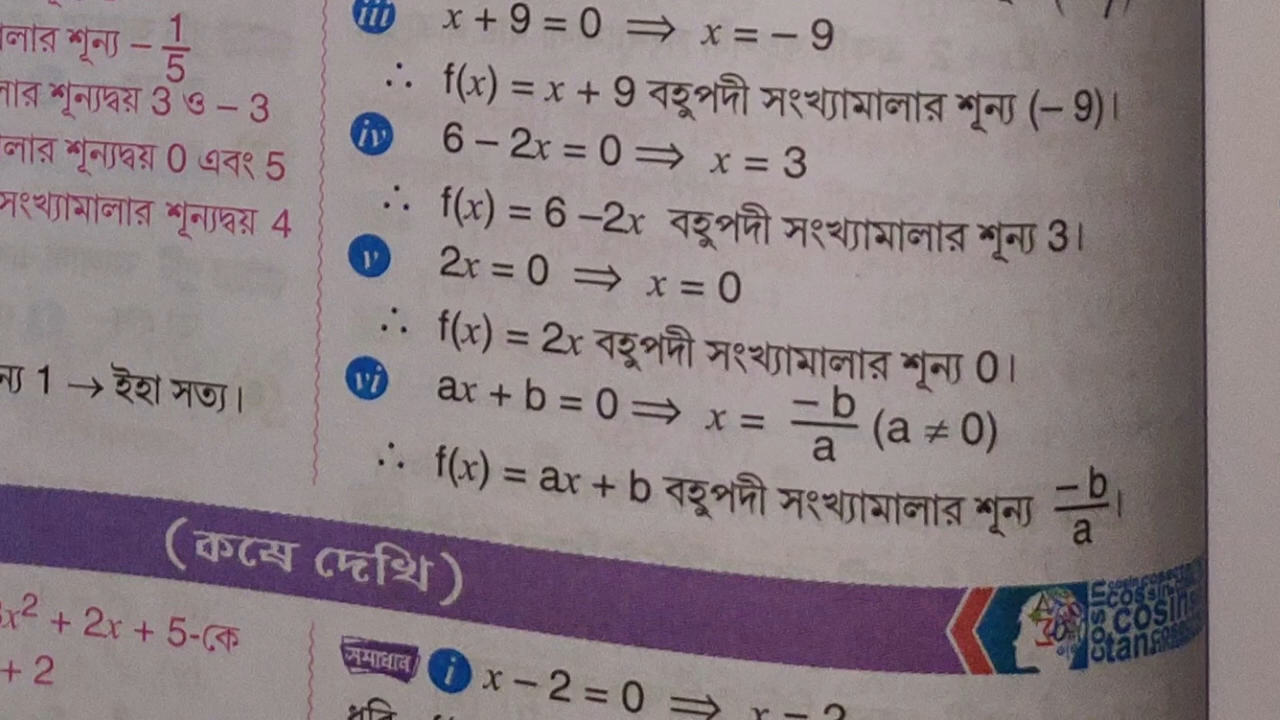 শূন্য – 1/5
শূন্যদ্বয় 3 ও – 3
শূন্যদ্বয় 0 এবং 5
সংখ্যামালার শূন্যদ্বয় 4
1 → ইহা সত্য।
iii x + 9 = 0 ⟹ x = – 9
∴ f(x) = x + 9 বহুপদী সংখ্যামালার শূন্য (– 9)।
iv 6 – 2x = 0 ⟹ x = 3
∴ f(x) = 6 –2x বহুপদী সংখ্যামালার শূন্য 3।
v 2x = 0 ⟹ x = 0
∴ f(x) = 2x বহুপদী সংখ্যামালার শূন্য 0।
vi ax + b = 0 ⟹ x = –b/a (a ≠ 0)
∴ f(x) = ax + b বহুপদী সংখ্যামালার শূন্য –b/a।
(কষে দেখি)
x² + 2x + 5-কে
+ 2
সমাধান i x – 2 = 0 ⟹